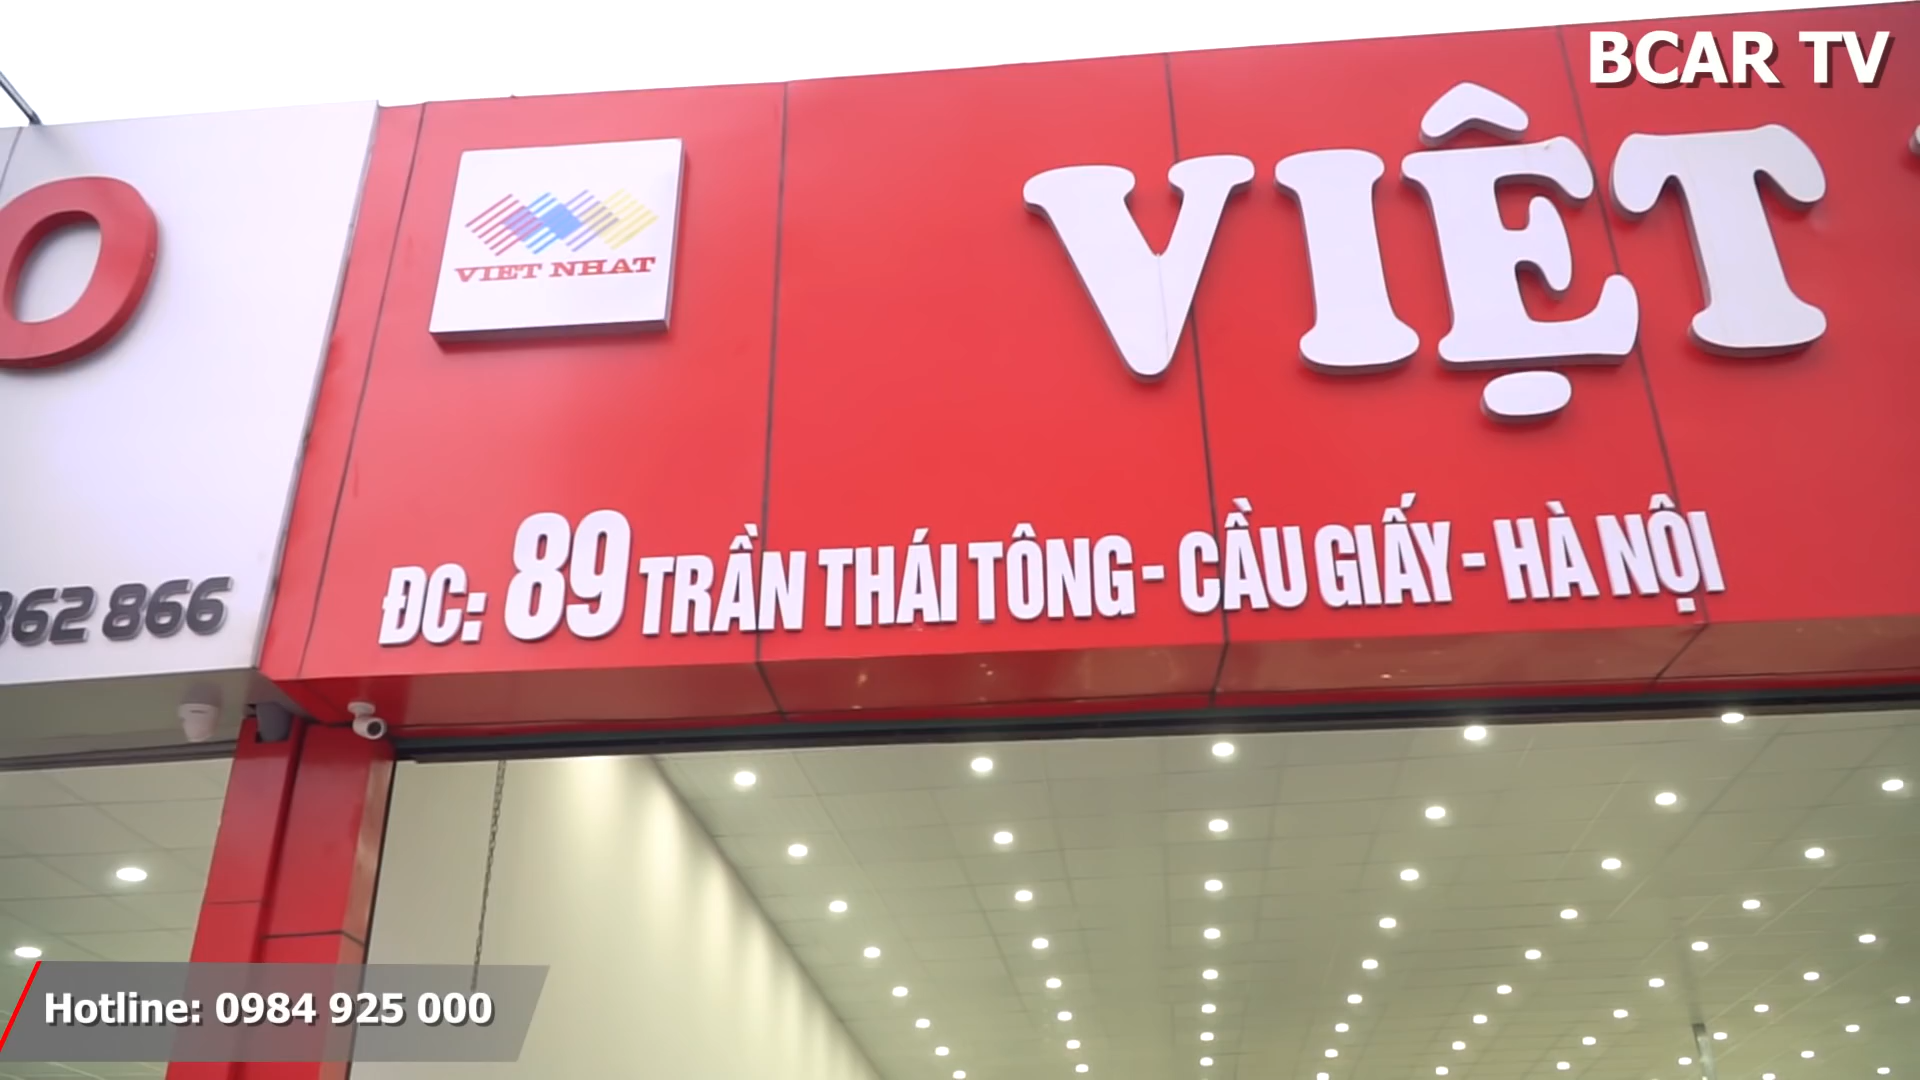 BCAR TV
O
VIET NHAT
VIỆT
862 866
ĐC: 89 TRẦN THÁI TÔNG - CẦU GIẤY - HÀ NỘI
Hotline: 0984 925 000